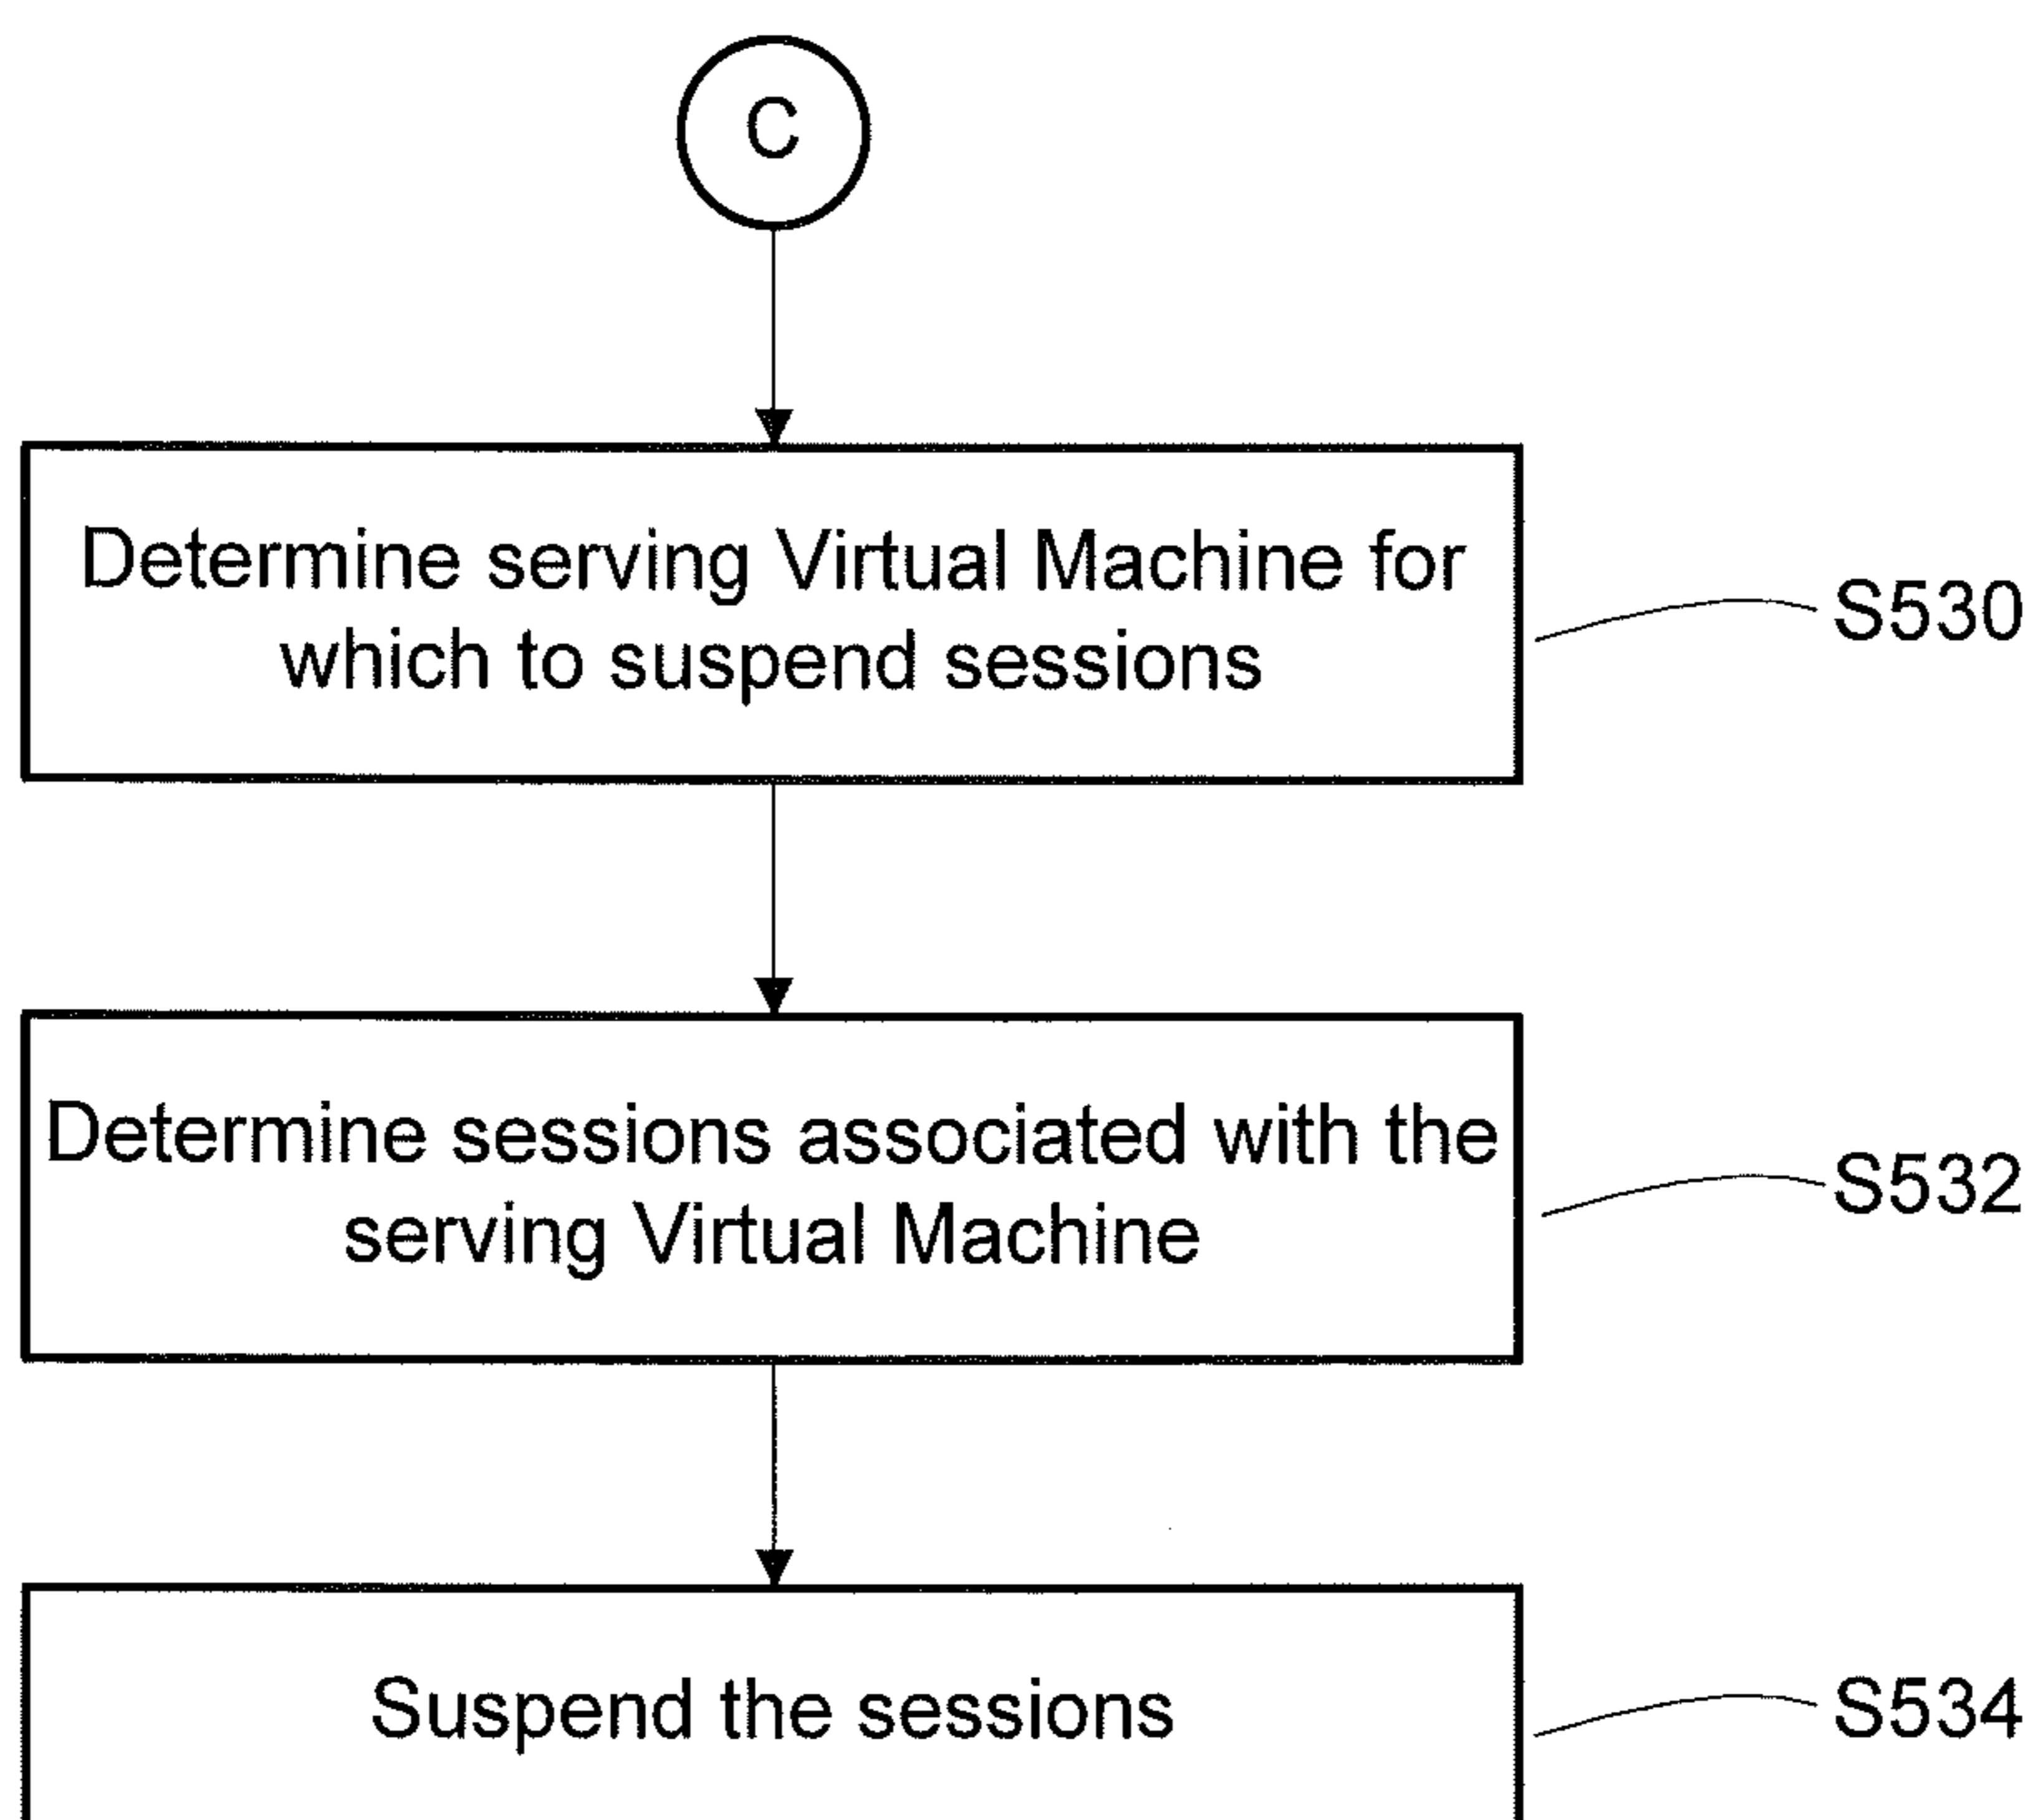 C
Determine serving Virtual Machine for
which to suspend sessions
S530
Determine sessions associated with the
serving Virtual Machine
S532
Suspend the sessions
S534